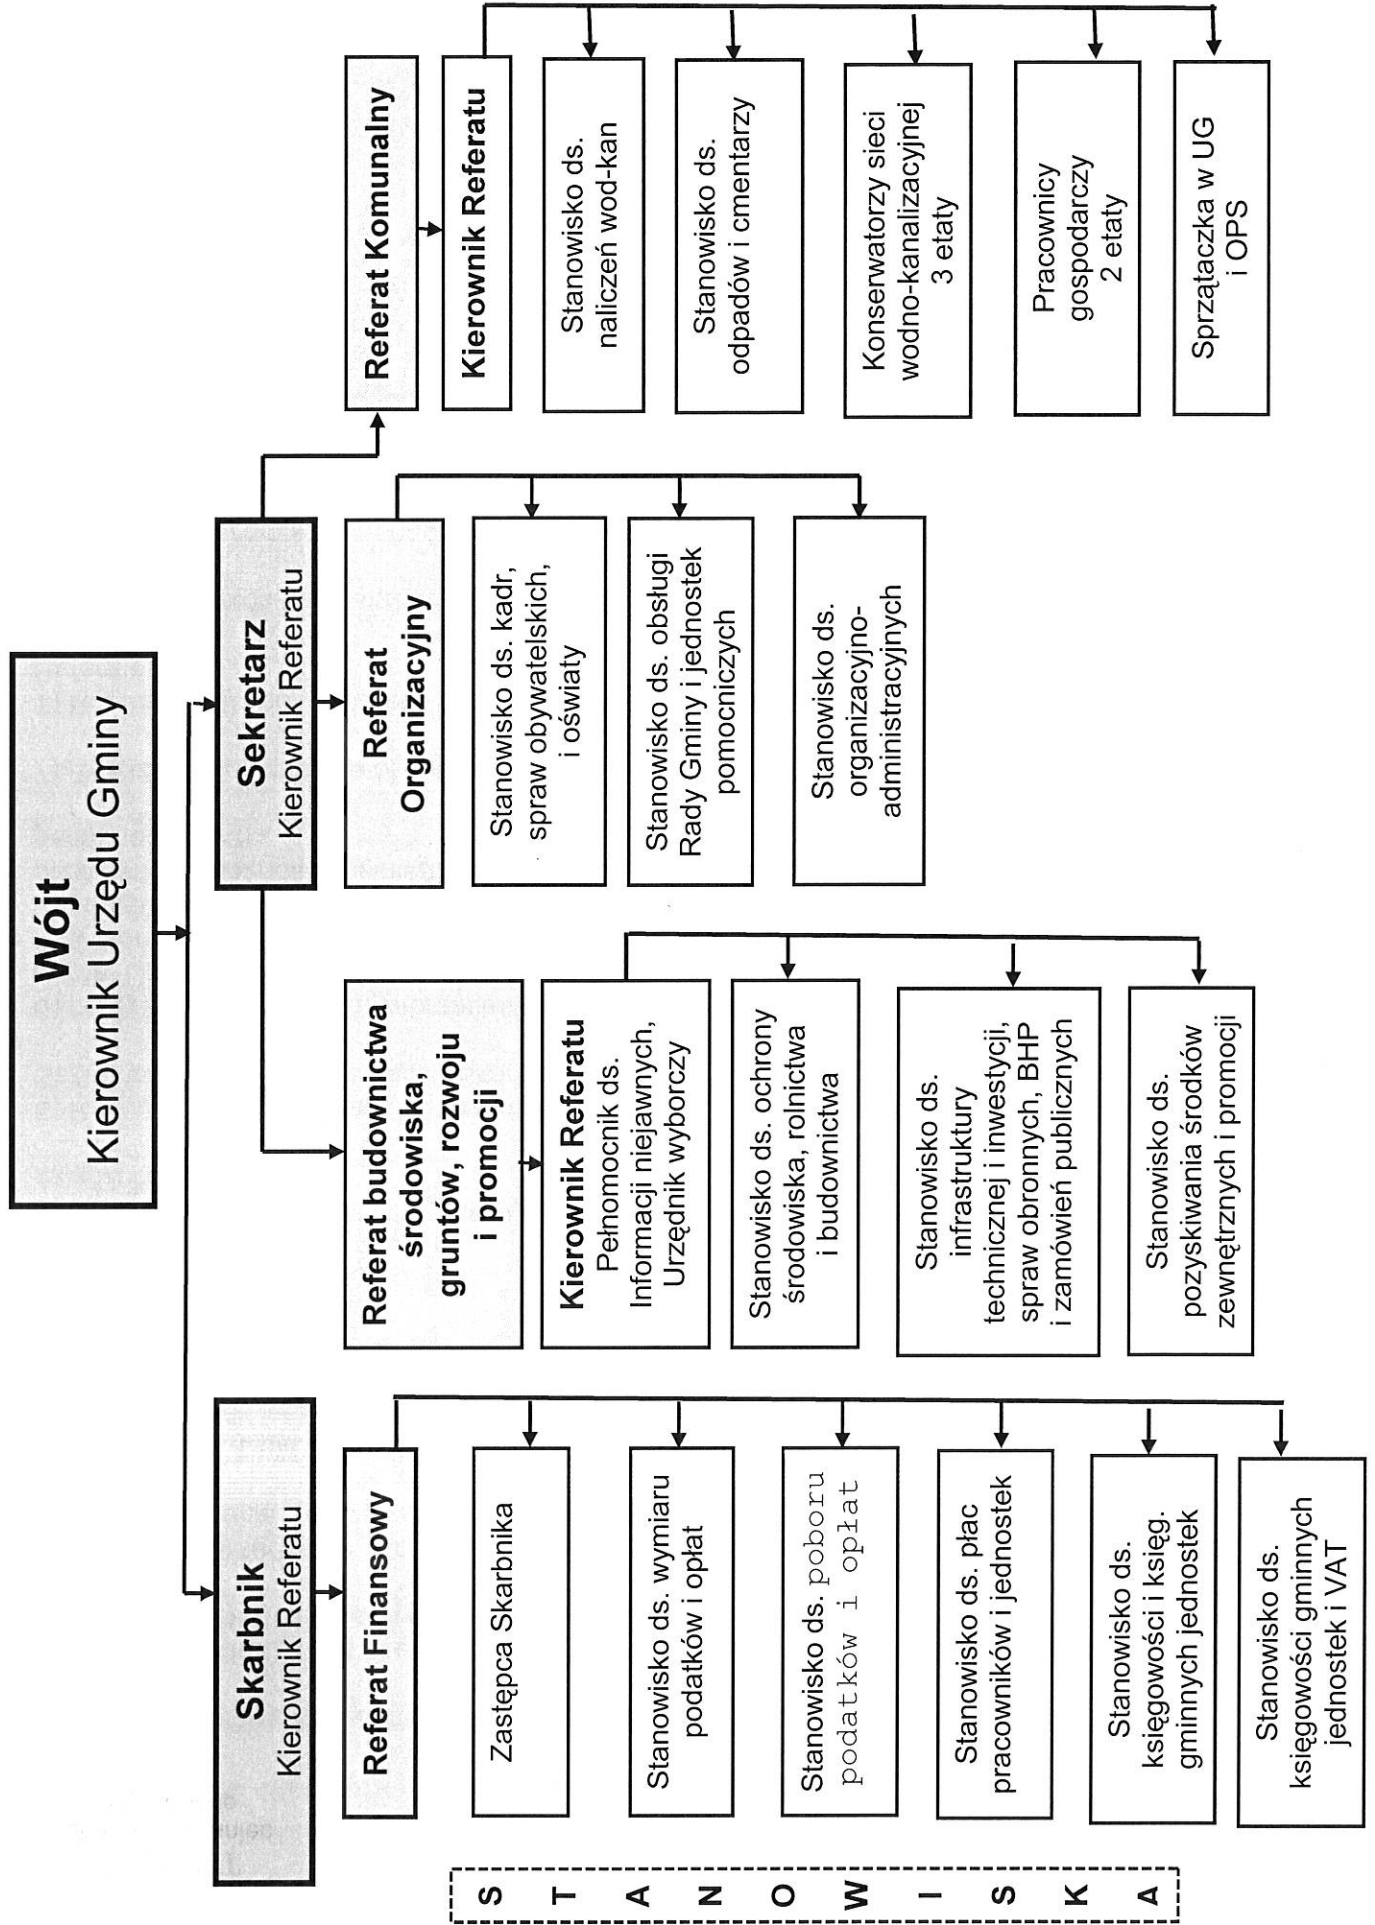 Wójt
Kierownik Urzędu Gminy
Skarbnik
Kierownik Referatu
Sekretarz
Kierownik Referatu
Referat Finansowy
Zastępca Skarbnika
Stanowisko ds. wymiaru
podatków i opłat
Stanowisko ds. poboru
podatków i opłat
Stanowisko ds. płac
pracowników i jednostek
Stanowisko ds.
księgowości i księg.
gminnych jednostek
Stanowisko ds.
księgowości gminnych
jednostek i VAT
Referat budownictwa
środowiska,
gruntów, rozwoju
i promocji
Kierownik Referatu
Pełnomocnik ds.
Informacji niejawnych,
Urzędnik wyborczy
Stanowisko ds. ochrony
środowiska, rolnictwa
i budownictwa
Stanowisko ds.
infrastruktury
technicznej i inwestycji,
spraw obronnych, BHP
i zamówień publicznych
Stanowisko ds.
pozyskiwania środków
zewnętrznych i promocji
Referat
Organizacyjny
Stanowisko ds. kadr,
spraw obywatelskich,
i oświaty
Stanowisko ds. obsługi
Rady Gminy i jednostek
pomocniczych
Stanowisko ds.
organizacyjno-
administracyjnych
Referat Komunalny
Kierownik Referatu
Stanowisko ds.
naliczeń wod-kan
Stanowisko ds.
odpadów i cmentarzy
Konserwatorzy sieci
wodno-kanalizacyjnej
3 etaty
Pracownicy
gospodarczy
2 etaty
Sprzątaczka w UG
i OPS
S
T
A
N
O
W
I
S
K
A